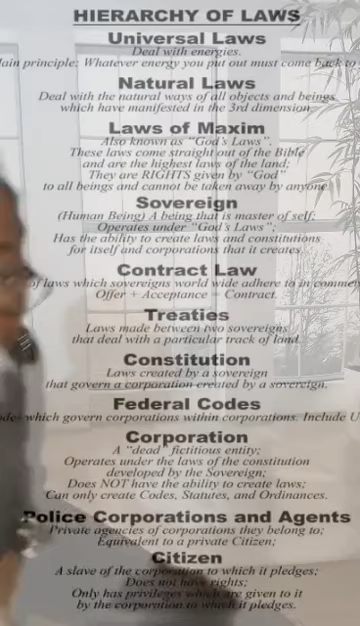 HIERARCHY OF LAWS
Universal Laws
Deal with energies.
principle: Whatever energy you put out must come back to
Natural Laws
Deal with the natural ways of all objects and beings
which have manifested in the 3rd dimension
Laws of Maxim
Also known as "God's Laws".
These laws come straight out of the Bible
and are the highest laws of the land;
They are RIGHTS given by "God"
to all beings and cannot be taken away by anyone.
Sovereign
(Human Being) A being that is master of self;
Operates under "God's Laws";
Has the ability to create laws and constitutions
for itself and corporations that it creates.
Contract Law
of laws which sovereigns world wide adhere to in
Offer + Acceptance = Contract.
Treaties
Laws made between two sovereigns
that deal with a particular track of land.
Constitution
Laws created by a sovereign
that govern a corporation created by a sovereign.
Federal Codes
which govern corporations within corporations. Include
Corporation
A "dead" fictitious entity;
Operates under the laws of the constitution
developed by the Sovereign;
Does NOT have the ability to create laws;
Can only create Codes, Statutes, and Ordinances.
Police Corporations and Agents
Private agencies of corporations they belong to;
Equivalent to a private Citizen;
Citizen
A slave of the corporation to which it pledges;
Does not have rights;
Only has privileges which are given to it
by the corporation to which it pledges.